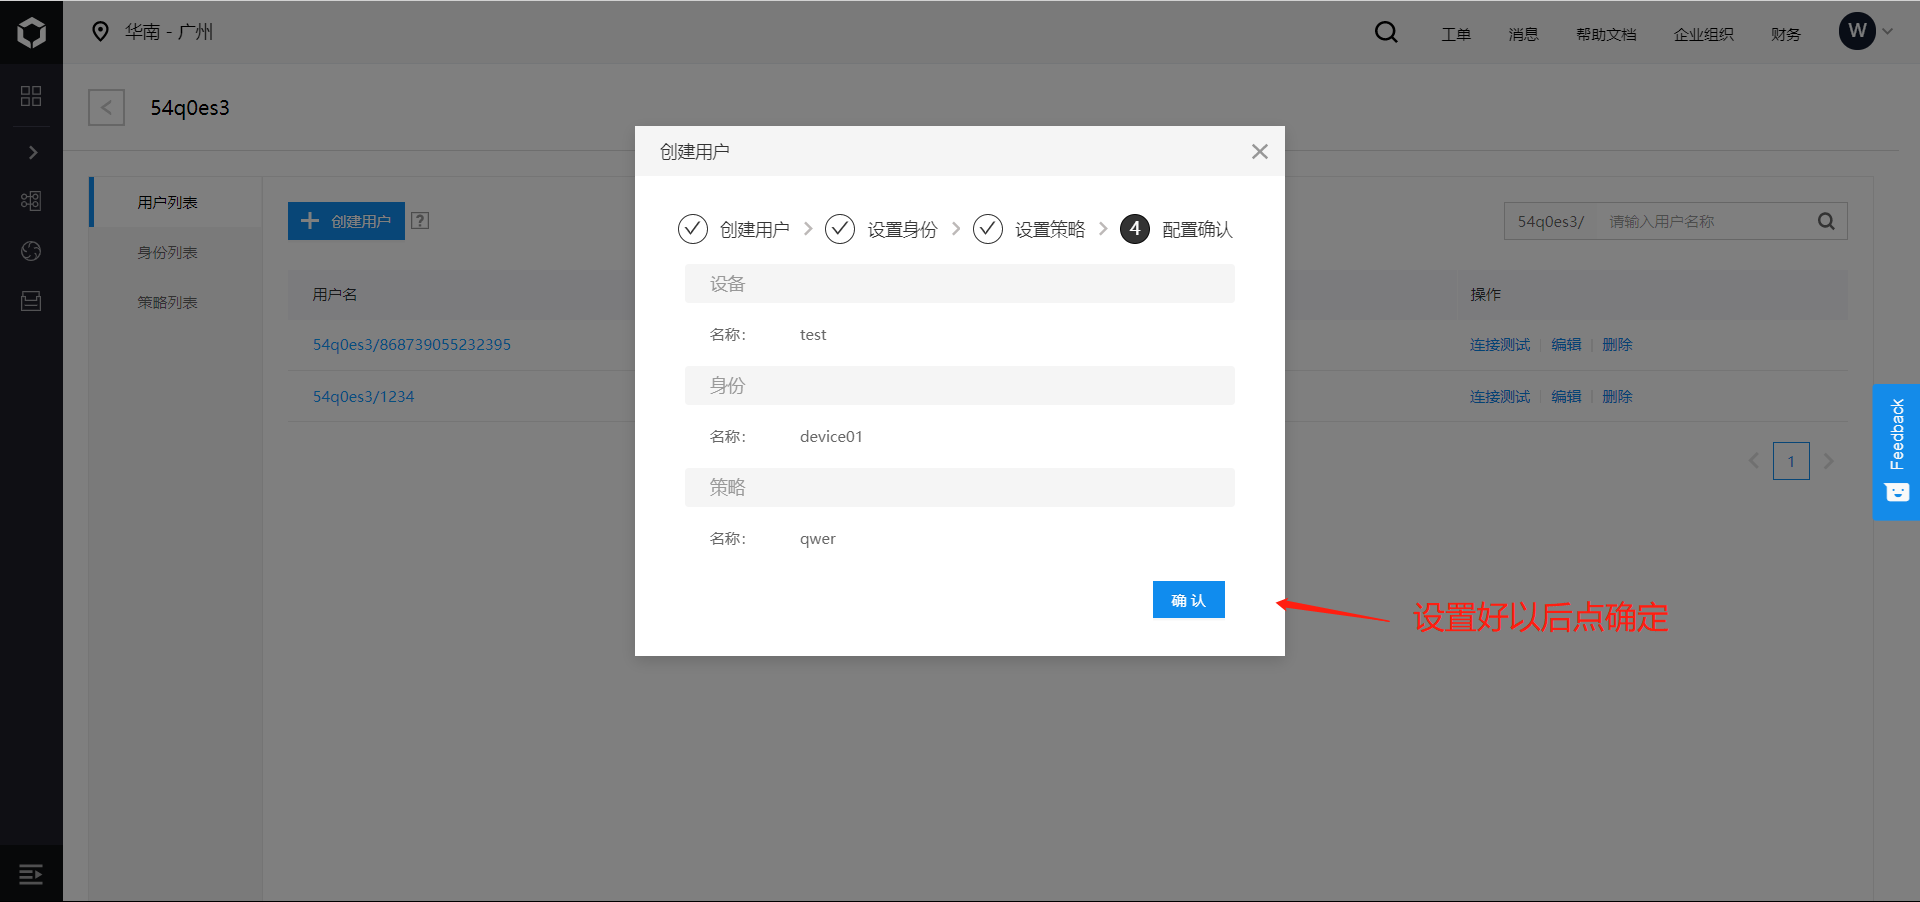 华南 - 广州
工单 消息 帮助文档 企业组织 财务 W
< 54q0es3
用户列表
身份列表
策略列表
创建用户 ?
54q0es3/ 请输入用户名称
用户名 操作
54q0es3/868739055232395 连接测试 编辑 删除
54q0es3/1234 连接测试 编辑 删除
1
创建用户
创建用户 设置身份 设置策略 4 配置确认
设备
名称: test
身份
名称: device01
策略
名称: qwer
确认
设置好以后点确定
Feedback